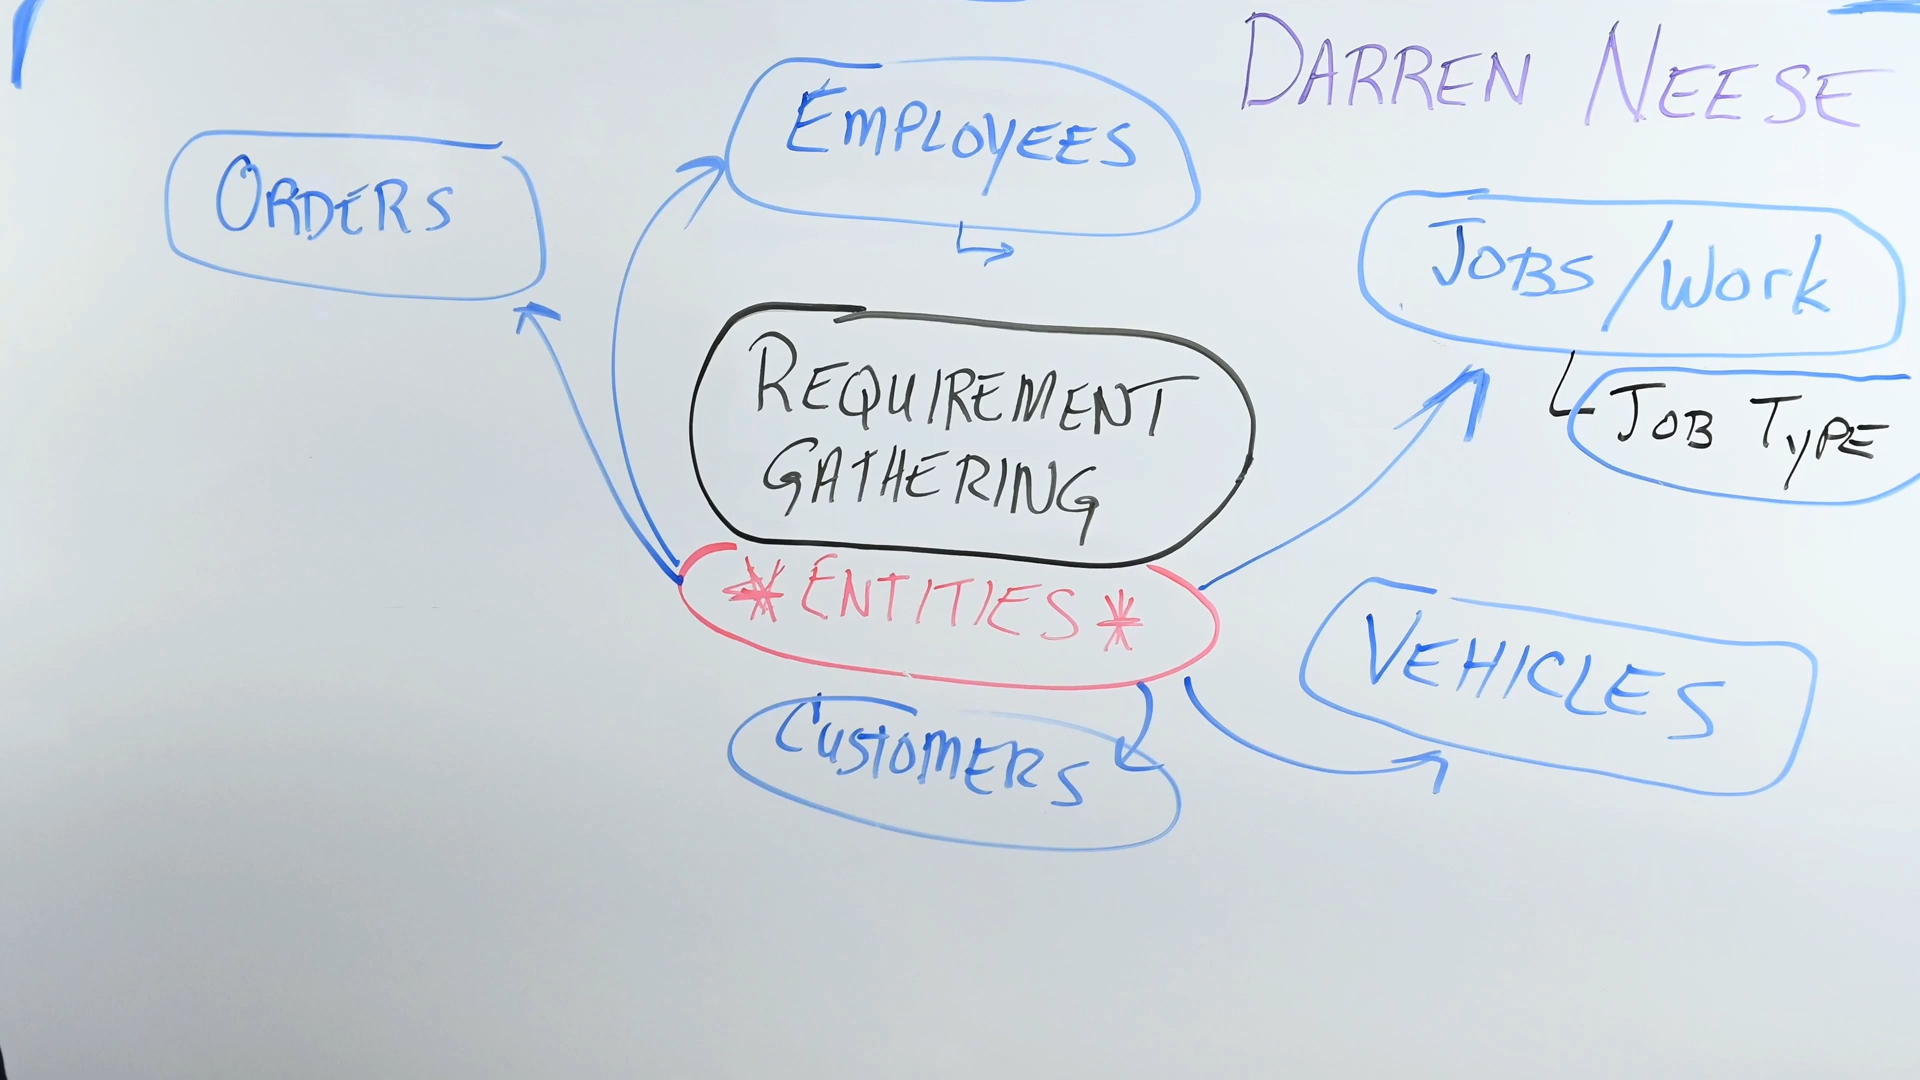 DARREN NEESE
EMPLOYEES
ORDERS
JOBS/Work
JOB TYPE
REQUIREMENT
GATHERING
* ENTITIES *
VEHICLES
CUSTOMERS